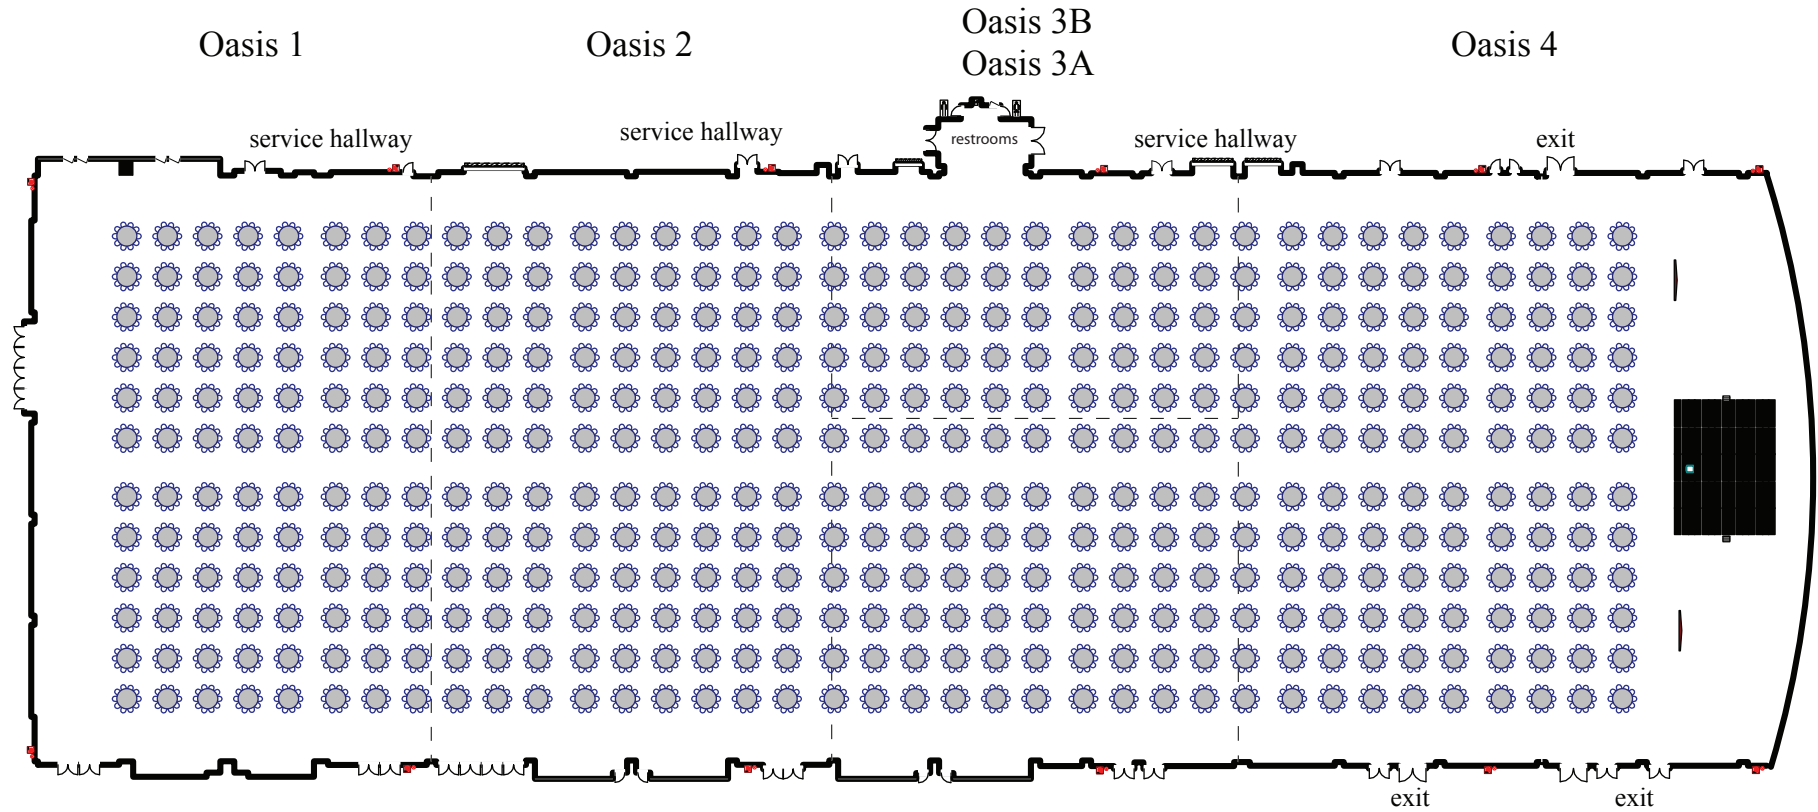 Oasis 1
Oasis 2
Oasis 3B
Oasis 3A
Oasis 4
service hallway
service hallway
restrooms
service hallway
exit
exit
exit